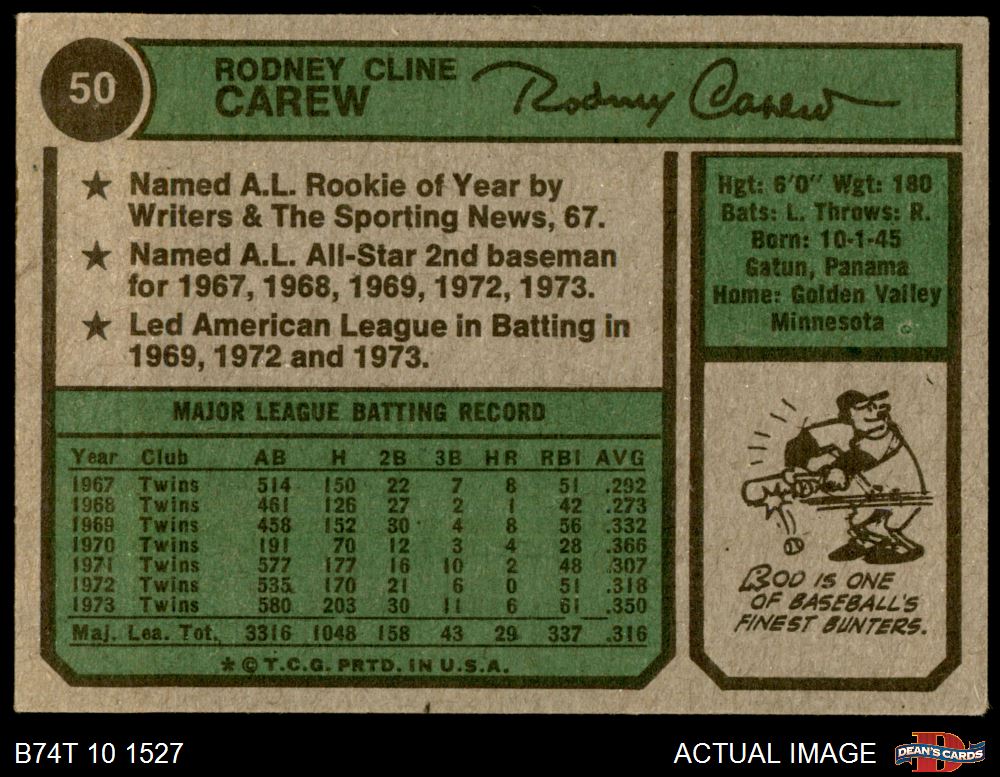 50
RODNEY CLINE
CAREW
Rodney Carew
★ Named A.L. Rookie of Year by
Writers & The Sporting News, 67.
★ Named A.L. All-Star 2nd baseman
for 1967, 1968, 1969, 1972, 1973.
★ Led American League in Batting in
1969, 1972 and 1973.
Hgt: 6'0" Wgt: 180
Bats: L. Throws: R.
Born: 10-1-45
Gatun, Panama
Home: Golden Valley
Minnesota
MAJOR LEAGUE BATTING RECORD
Year Club AB H 2B 3B HR RBI AVG
1967 Twins 514 150 22 7 8 51 .292
1968 Twins 461 126 27 2 1 42 .273
1969 Twins 458 152 30 4 8 56 .332
1970 Twins 191 70 12 3 4 28 .366
1971 Twins 577 177 16 10 2 48 .307
1972 Twins 535 170 21 6 0 51 .318
1973 Twins 580 203 30 11 6 61 .350
Maj. Lea. Tot. 3316 1048 158 43 29 337 .316
* © T.C.G. PRTD. IN U.S.A.
ROD IS ONE
OF BASEBALL'S
FINEST BUNTERS.
B74T 10 1527
ACTUAL IMAGE
DEAN'S CARDS